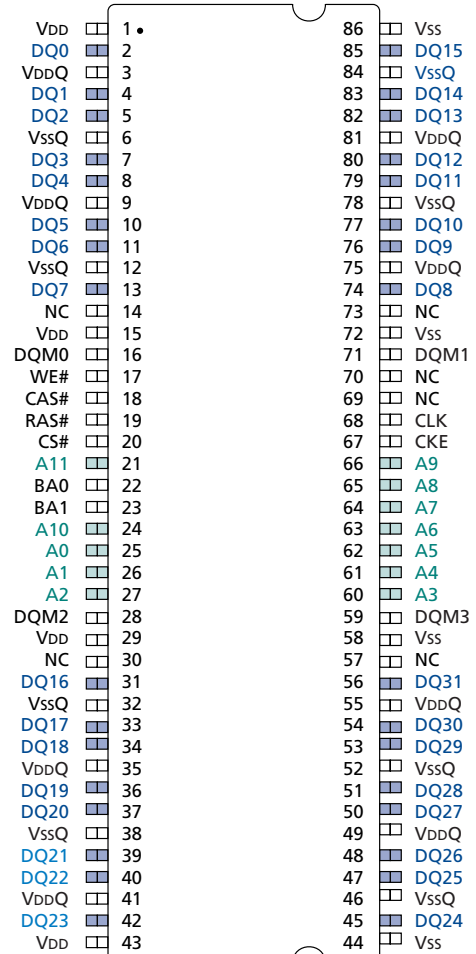 VDD 1 86 VSS
DQ0 2 85 DQ15
VDDQ 3 84 VSSQ
DQ1 4 83 DQ14
DQ2 5 82 DQ13
VSSQ 6 81 VDDQ
DQ3 7 80 DQ12
DQ4 8 79 DQ11
VDDQ 9 78 VSSQ
DQ5 10 77 DQ10
DQ6 11 76 DQ9
VSSQ 12 75 VDDQ
DQ7 13 74 DQ8
NC 14 73 NC
VDD 15 72 VSS
DQM0 16 71 DQM1
WE# 17 70 NC
CAS# 18 69 NC
RAS# 19 68 CLK
CS# 20 67 CKE
A11 21 66 A9
BA0 22 65 A8
BA1 23 64 A7
A10 24 63 A6
A0 25 62 A5
A1 26 61 A4
A2 27 60 A3
DQM2 28 59 DQM3
VDD 29 58 VSS
NC 30 57 NC
DQ16 31 56 DQ31
VSSQ 32 55 VDDQ
DQ17 33 54 DQ30
DQ18 34 53 DQ29
VDDQ 35 52 VSSQ
DQ19 36 51 DQ28
DQ20 37 50 DQ27
VSSQ 38 49 VDDQ
DQ21 39 48 DQ26
DQ22 40 47 DQ25
VDDQ 41 46 VSSQ
DQ23 42 45 DQ24
VDD 43 44 VSS